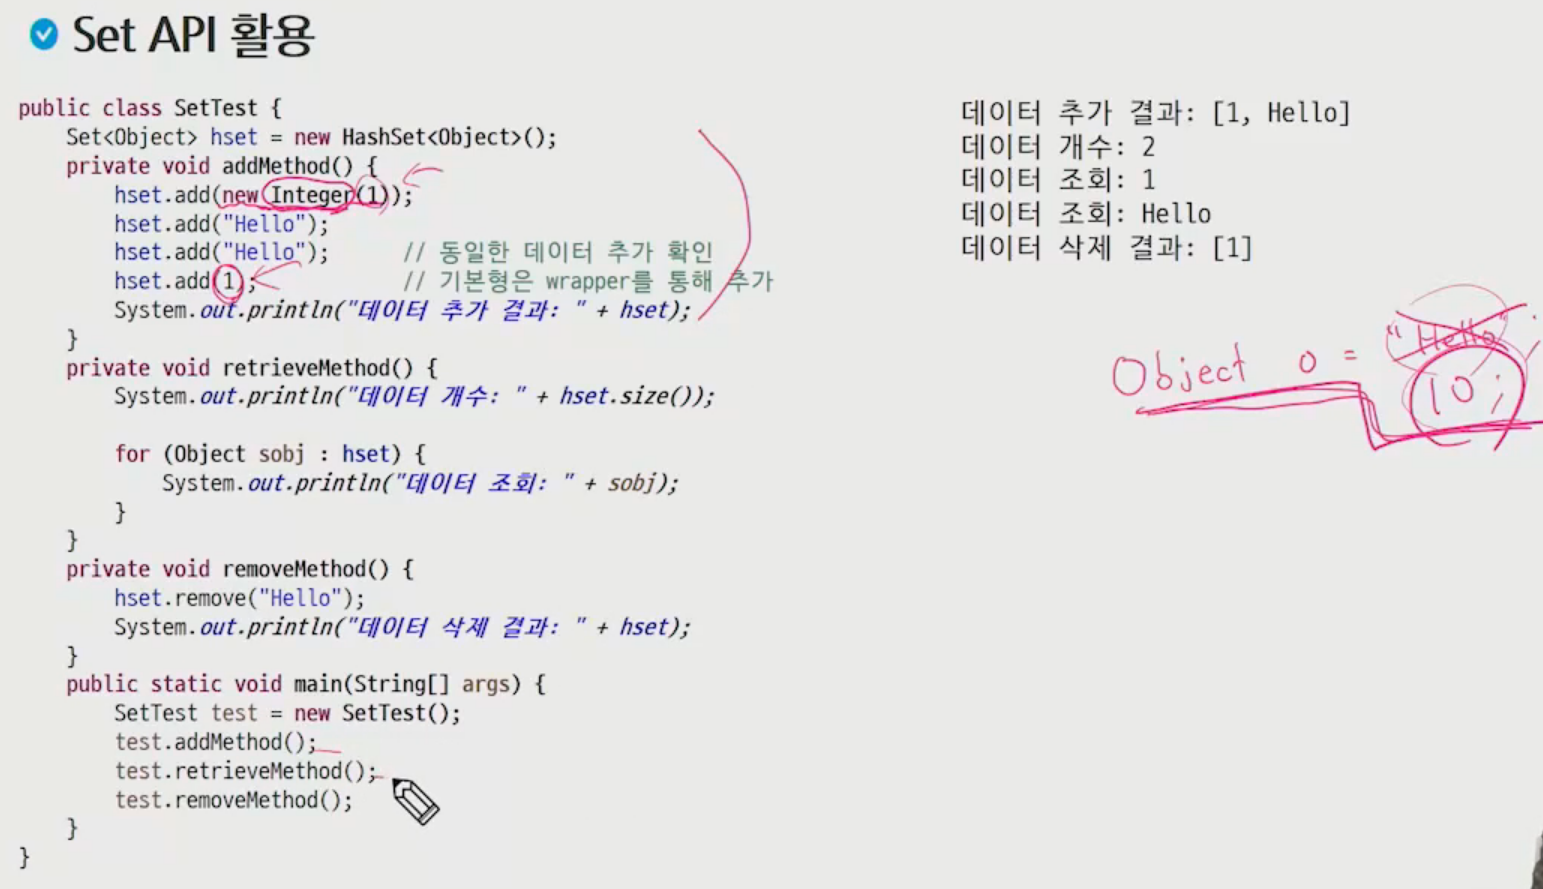 Set API 활용
public class SetTest {
Set<Object> hset = new HashSet<Object>();
private void addMethod() {
hset.add(new Integer(1));
hset.add("Hello");
hset.add("Hello"); // 동일한 데이터 추가 확인
hset.add(1); // 기본형은 wrapper를 통해 추가
System.out.println("데이터 추가 결과: " + hset);
}
private void retrieveMethod() {
System.out.println("데이터 개수: " + hset.size());
for (Object sobj : hset) {
System.out.println("데이터 조회: " + sobj);
}
}
private void removeMethod() {
hset.remove("Hello");
System.out.println("데이터 삭제 결과: " + hset);
}
public static void main(String[] args) {
SetTest test = new SetTest();
test.addMethod();
test.retrieveMethod();
test.removeMethod();
}
}
데이터 추가 결과: [1, Hello]
데이터 개수: 2
데이터 조회: 1
데이터 조회: Hello
데이터 삭제 결과: [1]
"Hello";
Object o =
10;